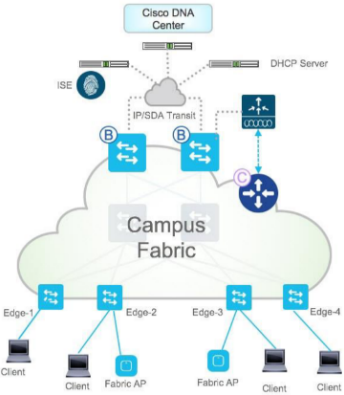 Cisco DNA
Center
DHCP Server
ISE
IP/SDA Transit
B
B
C
Campus
Fabric
Edge-1
Edge-2
Edge-3
Edge-4
Client
Client
Fabric AP
Fabric AP
Client
Client